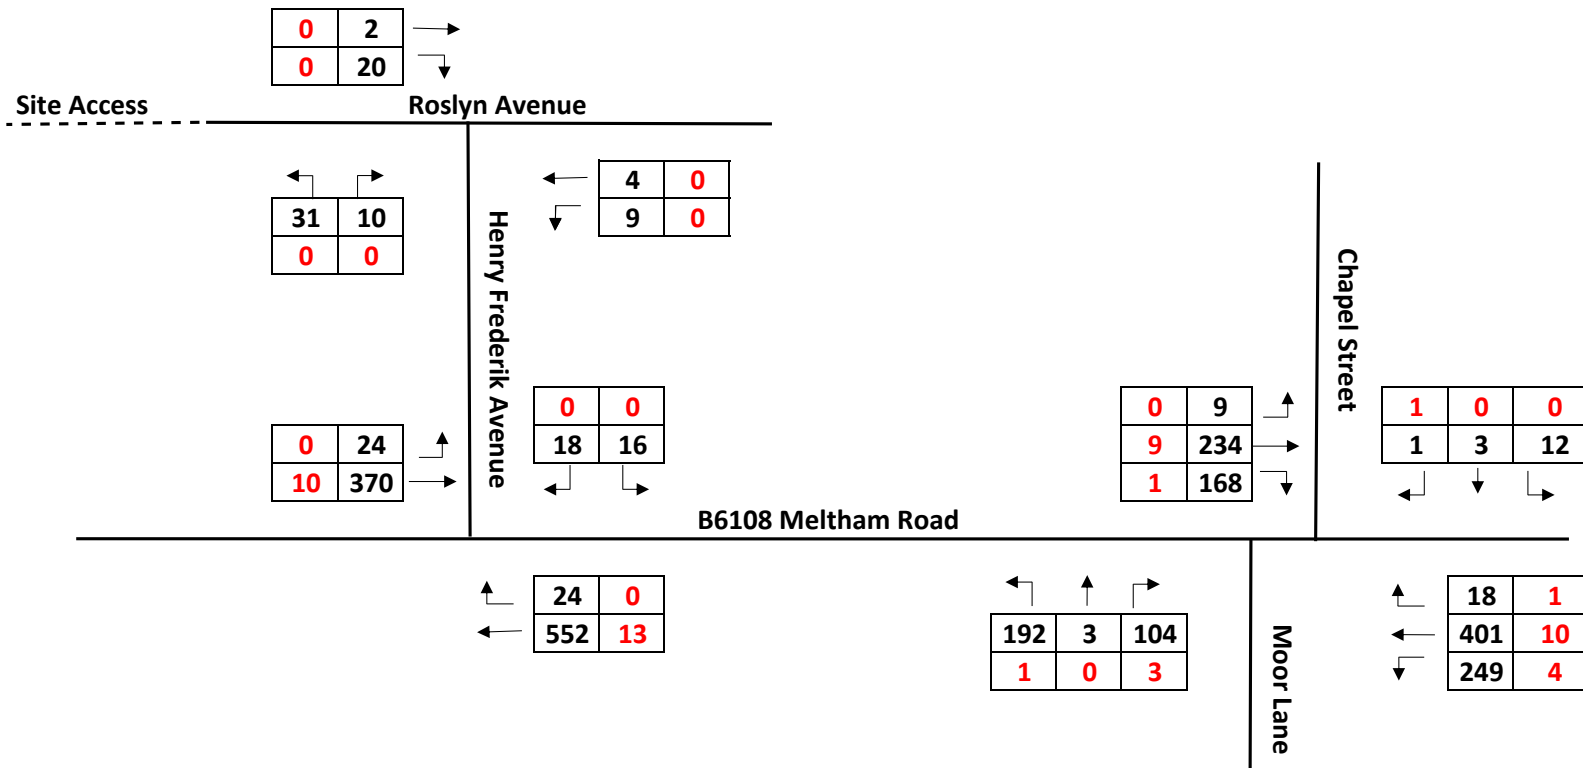 0 2
0 20
Site Access
Roslyn Avenue
31 10
0 0
4 0
9 0
Henry Frederik Avenue
Chapel Street
0 24
10 370
0 0
18 16
0 9
9 234
1 168
1 0 0
1 3 12
B6108 Meltham Road
24 0
552 13
192 3 104
1 0 3
Moor Lane
18 1
401 10
249 4